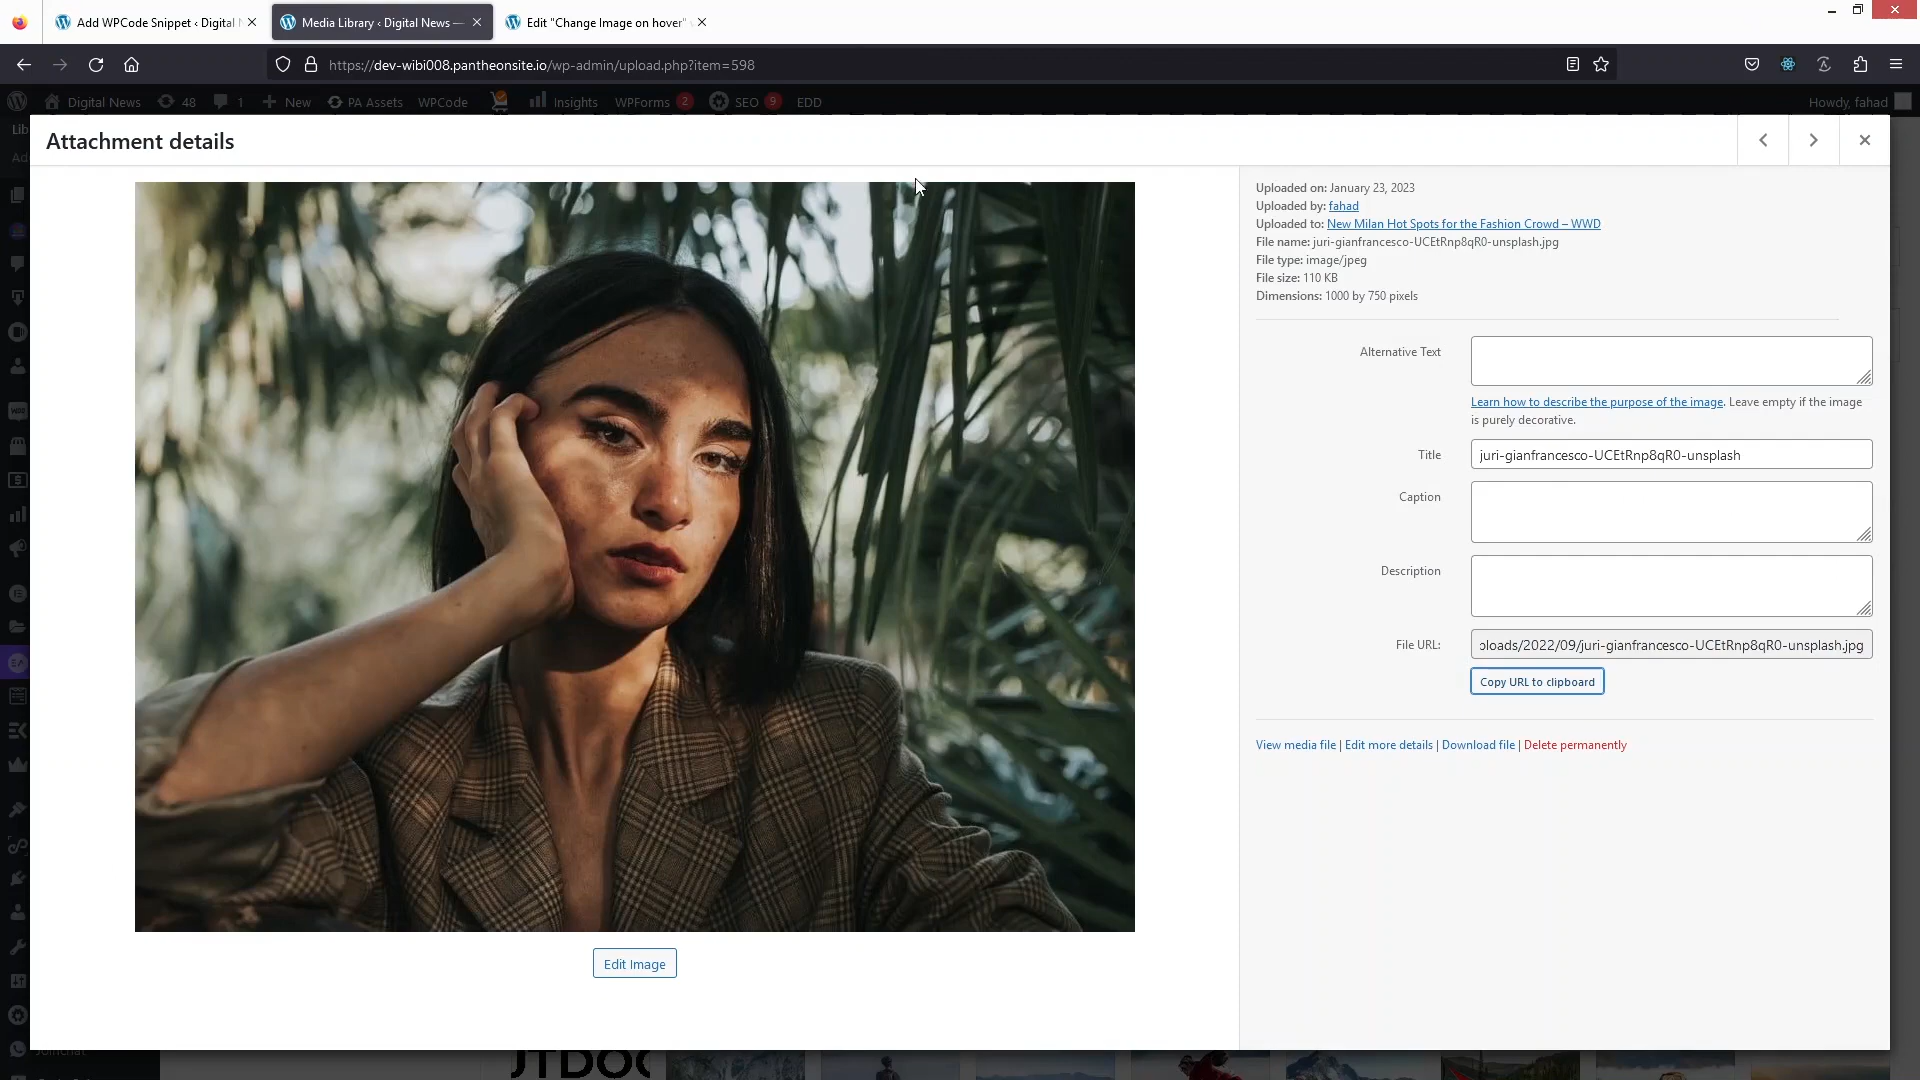 Add WPCode Snippet ‹ Digital N
Media Library ‹ Digital News —
Edit "Change Image on hover"
https://dev-wibi008.pantheonsite.io/wp-admin/upload.php?item=598
Digital News
48
1
New
PA Assets
WPCode
Insights
WPForms
2
SEO
9
EDD
Howdy, fahad
Attachment details
Uploaded on: January 23, 2023
Uploaded by: fahad
Uploaded to: New Milan Hot Spots for the Fashion Crowd – WWD
File name: juri-gianfrancesco-UCEtRnp8qR0-unsplash.jpg
File type: image/jpeg
File size: 110 KB
Dimensions: 1000 by 750 pixels
Alternative Text
Learn how to describe the purpose of the image. Leave empty if the image
is purely decorative.
Title
juri-gianfrancesco-UCEtRnp8qR0-unsplash
Caption
Description
File URL:
ploads/2022/09/juri-gianfrancesco-UCEtRnp8qR0-unsplash.jpg
Copy URL to clipboard
View media file | Edit more details | Download file | Delete permanently
Edit Image